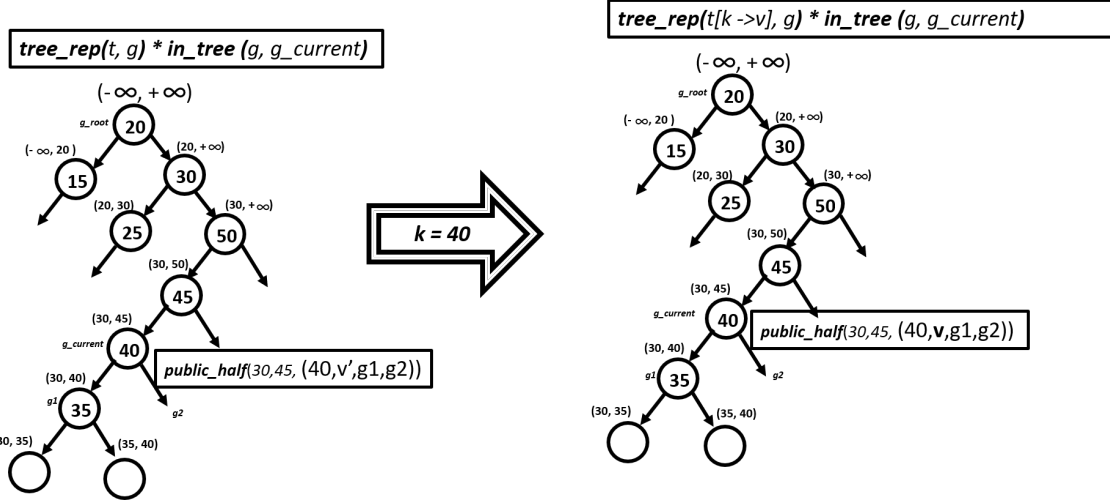 tree_rep(t, g) * in_tree (g, g_current)
(- ∞, + ∞)
g_root
20
(- ∞, 20 )
15
(20, +∞)
30
(20, 30)
25
(30, +∞)
50
(30, 50)
45
(30, 45)
g_current
40
public_half(30,45, (40,v’,g1,g2))
(30, 40)
g1
35
g2
30, 35)
(35, 40)
k = 40
tree_rep(t[k ->v], g) * in_tree (g, g_current)
(- ∞, + ∞)
g_root
20
(- ∞, 20 )
15
(20, +∞)
30
(20, 30)
25
(30, +∞)
50
(30, 50)
45
(30, 45)
g_current
40
public_half(30,45, (40,v,g1,g2))
(30, 40)
g1
35
g2
(30, 35)
(35, 40)